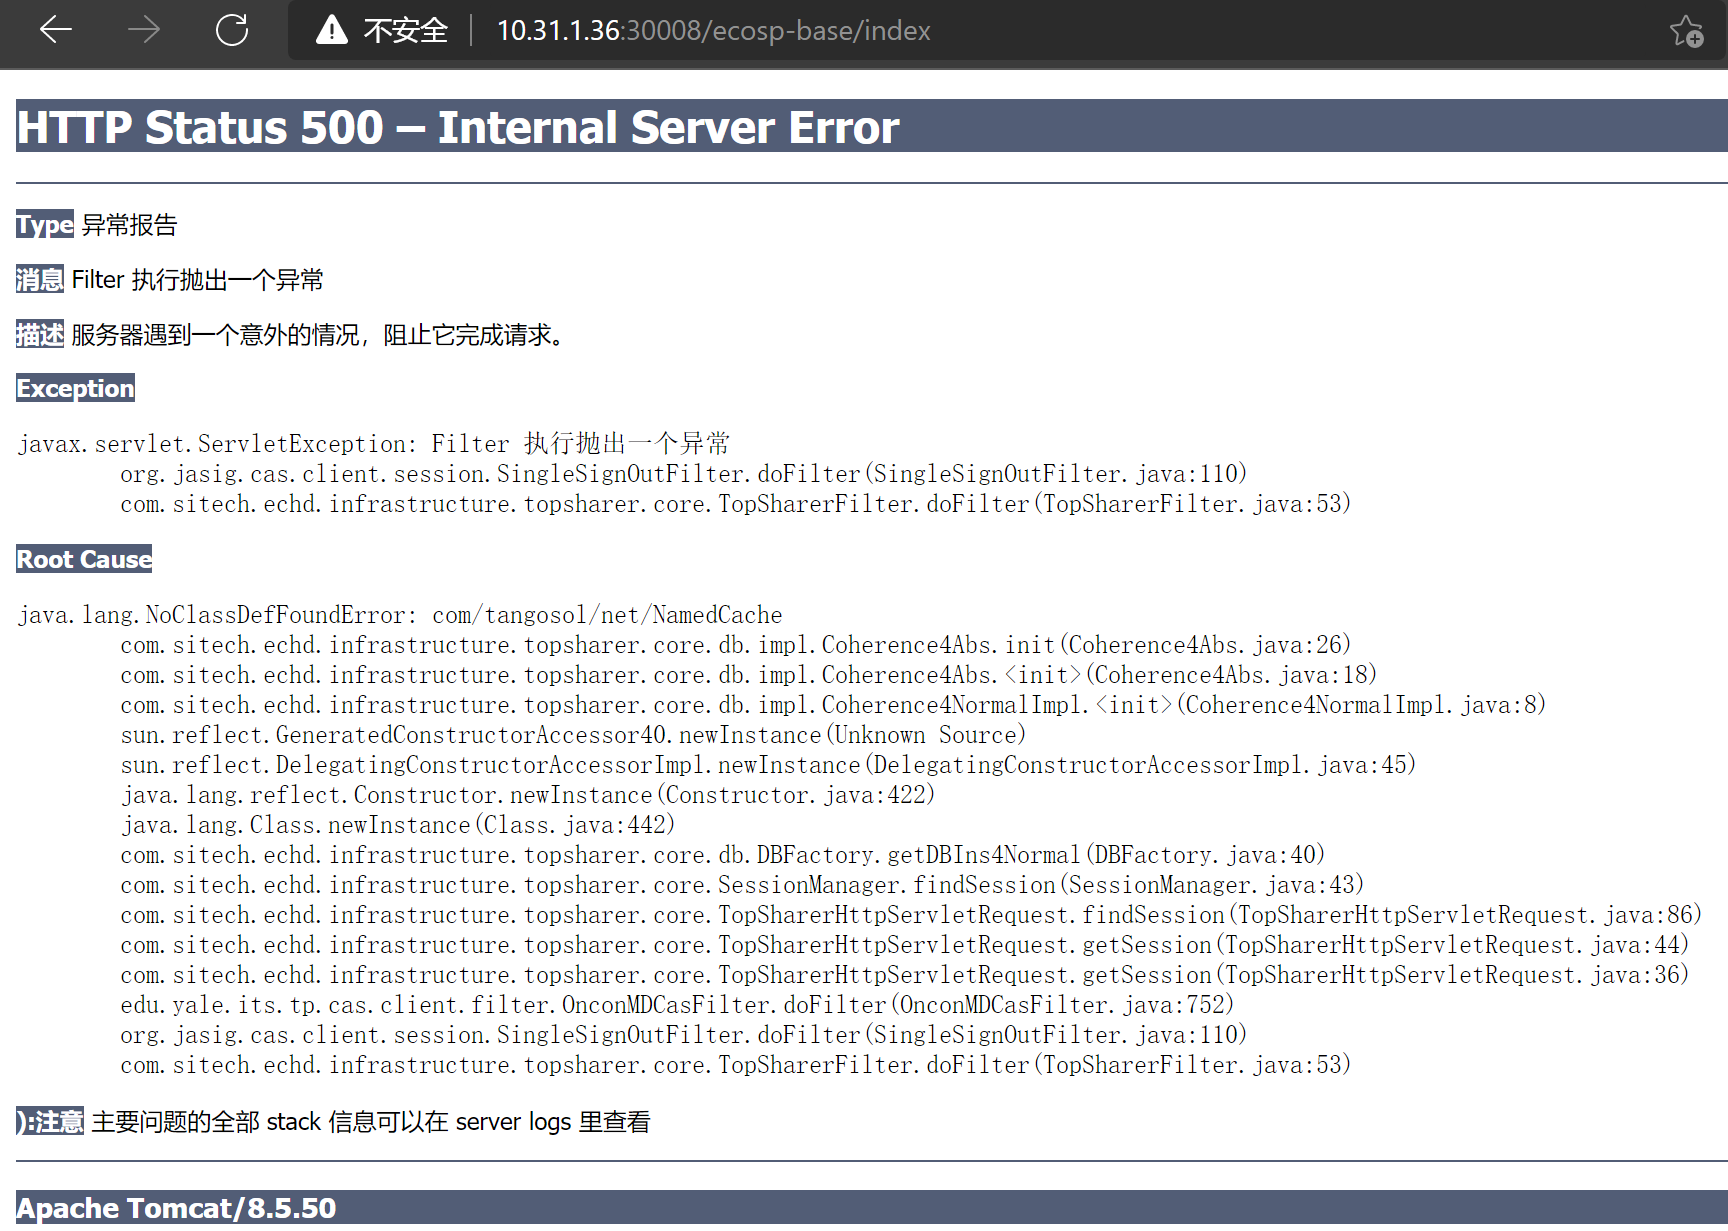 不安全 10.31.1.36:30008/ecosp-base/index
HTTP Status 500 – Internal Server Error
Type 异常报告
消息 Filter 执行抛出一个异常
描述 服务器遇到一个意外的情况，阻止它完成请求。
Exception
javax.servlet.ServletException: Filter 执行抛出一个异常
org.jasig.cas.client.session.SingleSignOutFilter.doFilter(SingleSignOutFilter.java:110)
com.sitech.echd.infrastructure.topsharer.core.TopSharerFilter.doFilter(TopSharerFilter.java:53)
Root Cause
java.lang.NoClassDefFoundError: com/tangosol/net/NamedCache
com.sitech.echd.infrastructure.topsharer.core.db.impl.Coherence4Abs.init(Coherence4Abs.java:26)
com.sitech.echd.infrastructure.topsharer.core.db.impl.Coherence4Abs.<init>(Coherence4Abs.java:18)
com.sitech.echd.infrastructure.topsharer.core.db.impl.Coherence4NormalImpl.<init>(Coherence4NormalImpl.java:8)
sun.reflect.GeneratedConstructorAccessor40.newInstance(Unknown Source)
sun.reflect.DelegatingConstructorAccessorImpl.newInstance(DelegatingConstructorAccessorImpl.java:45)
java.lang.reflect.Constructor.newInstance(Constructor.java:422)
java.lang.Class.newInstance(Class.java:442)
com.sitech.echd.infrastructure.topsharer.core.db.DBFactory.getDBIns4Normal(DBFactory.java:40)
com.sitech.echd.infrastructure.topsharer.core.SessionManager.findSession(SessionManager.java:43)
com.sitech.echd.infrastructure.topsharer.core.TopSharerHttpServletRequest.findSession(TopSharerHttpServletRequest.java:86)
com.sitech.echd.infrastructure.topsharer.core.TopSharerHttpServletRequest.getSession(TopSharerHttpServletRequest.java:44)
com.sitech.echd.infrastructure.topsharer.core.TopSharerHttpServletRequest.getSession(TopSharerHttpServletRequest.java:36)
edu.yale.its.tp.cas.client.filter.OnconMDCasFilter.doFilter(OnconMDCasFilter.java:752)
org.jasig.cas.client.session.SingleSignOutFilter.doFilter(SingleSignOutFilter.java:110)
com.sitech.echd.infrastructure.topsharer.core.TopSharerFilter.doFilter(TopSharerFilter.java:53)
):注意 主要问题的全部 stack 信息可以在 server logs 里查看
Apache Tomcat/8.5.50